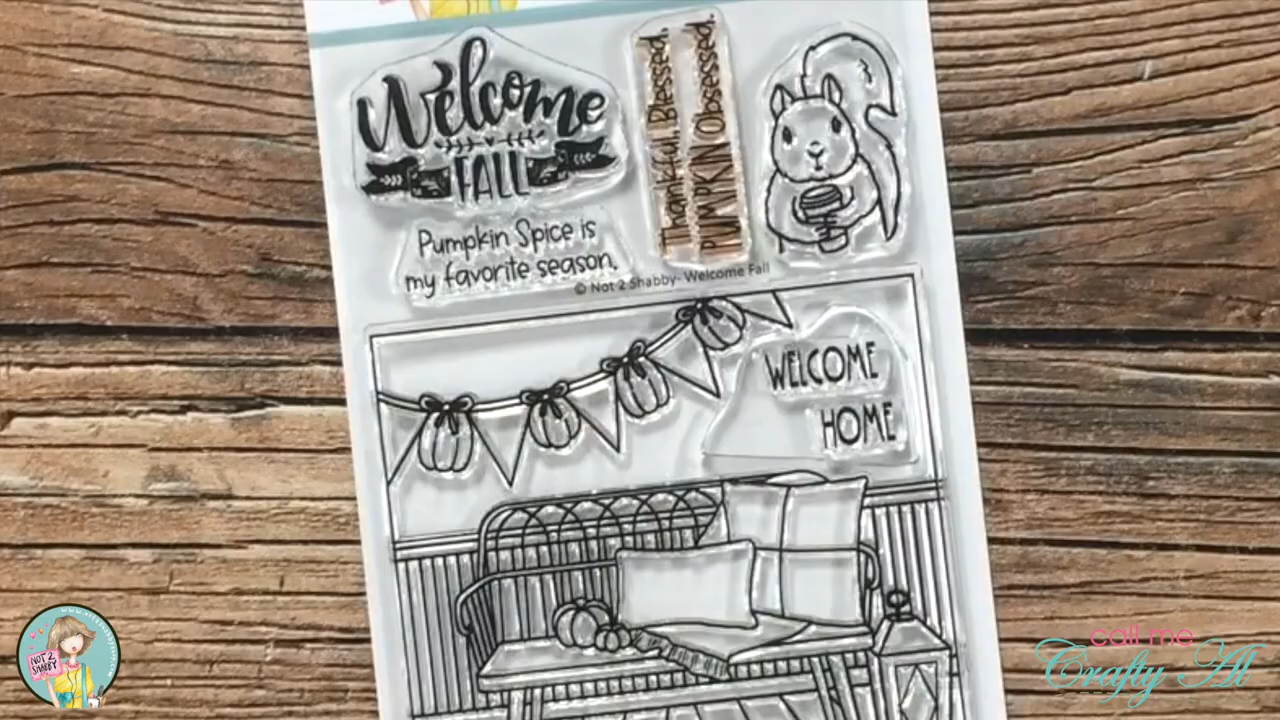 Welcome
FALL
Thankful. Blessed.
PUMPKIN Obsessed.
Pumpkin Spice is
my favorite season.
© Not 2 Shabby- Welcome Fall
WELCOME
HOME
NOT 2
SHABBY
call me
Crafty Al